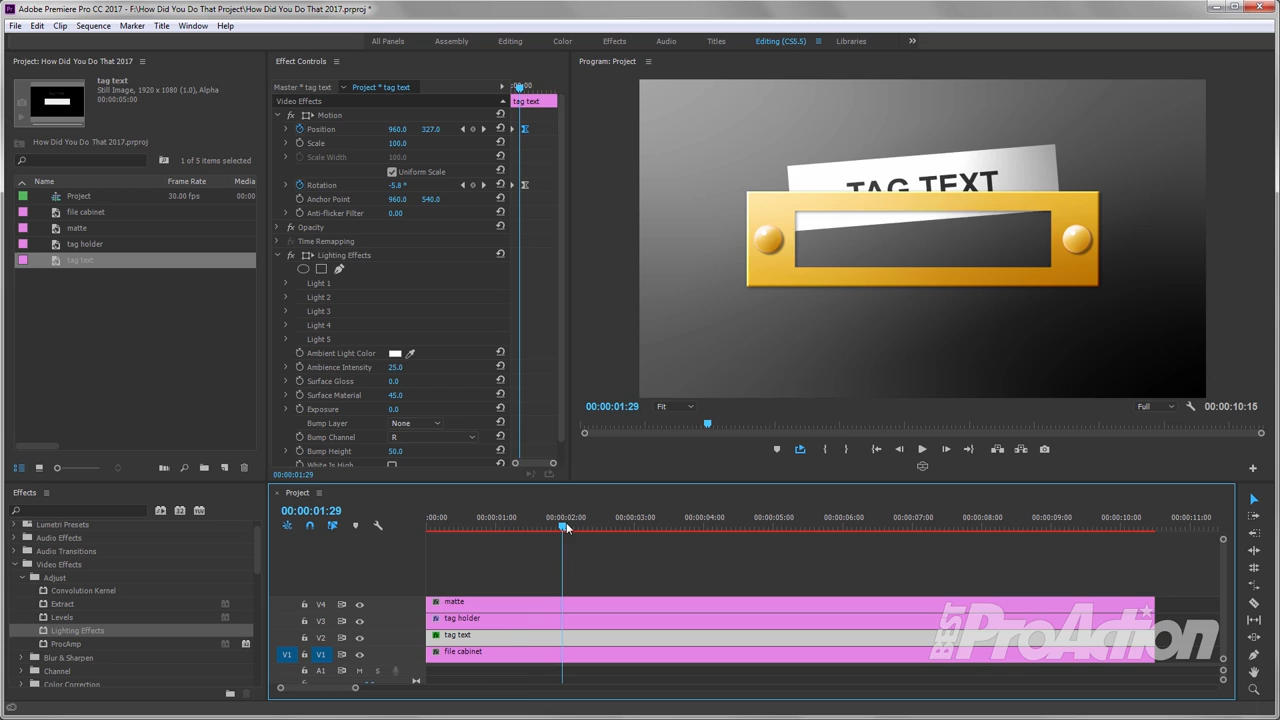 Adobe Premiere Pro CC 2017 - F:\How Did You Do That Project\How Did You Do That 2017.prproj *
File Edit Clip Sequence Marker Title Window Help
All Panels Assembly Editing Color Effects Audio Titles Editing (CS5.5) Libraries
Project: How Did You Do That 2017
tag text
Still Image, 1920 x 1080 (1.0), Alpha
00:00:05:00
How Did You Do That 2017.prproj
1 of 5 items selected
Name Frame Rate Media
Project 30.00 fps 00:00
file cabinet
matte
tag holder
tag text
Effect Controls
Master * tag text Project * tag text
:00:00
Video Effects
tag text
Motion
Position 960.0 327.0
Scale 100.0
Scale Width 100.0
Uniform Scale
Rotation -5.8 °
Anchor Point 960.0 540.0
Anti-flicker Filter 0.00
Opacity
Time Remapping
Lighting Effects
Light 1
Light 2
Light 3
Light 4
Light 5
Ambient Light Color
Ambience Intensity 25.0
Surface Gloss 0.0
Surface Material 45.0
Exposure 0.0
Bump Layer None
Bump Channel R
Bump Height 50.0
White Is High
00:00:01:29
Program: Project
TAG TEXT
00:00:01:29 Fit Full 00:00:10:15
Effects
Lumetri Presets
Audio Effects
Audio Transitions
Video Effects
Adjust
Convolution Kernel
Extract
Levels
Lighting Effects
ProcAmp
Blur & Sharpen
Channel
Color Correction
Project
00:00:01:29
:00:00 00:00:01:00 00:00:02:00 00:00:03:00 00:00:04:00 00:00:05:00 00:00:06:00 00:00:07:00 00:00:08:00 00:00:09:00 00:00:10:00 00:00:11:00
V4 matte
V3 tag holder
V2 tag text
V1 V1 file cabinet
A1 M S
BEST ProAction